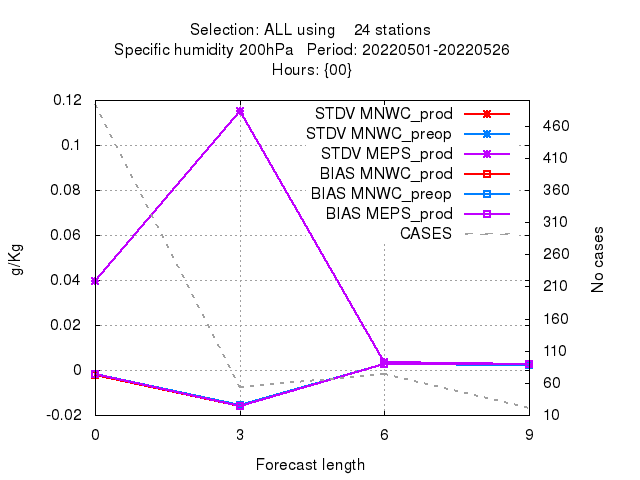 Selection: ALL using    24 stations
Specific humidity 200hPa   Period: 20220501-20220526
Hours: {00}
0.12
0.1
0.08
0.06
0.04
0.02
0
-0.02
g/Kg
STDV MNWC_prod
STDV MNWC_preop
STDV MEPS_prod
BIAS MNWC_prod
BIAS MNWC_preop
BIAS MEPS_prod
CASES
460
410
360
310
260
210
160
110
60
10
No cases
0 3 6 9
Forecast length